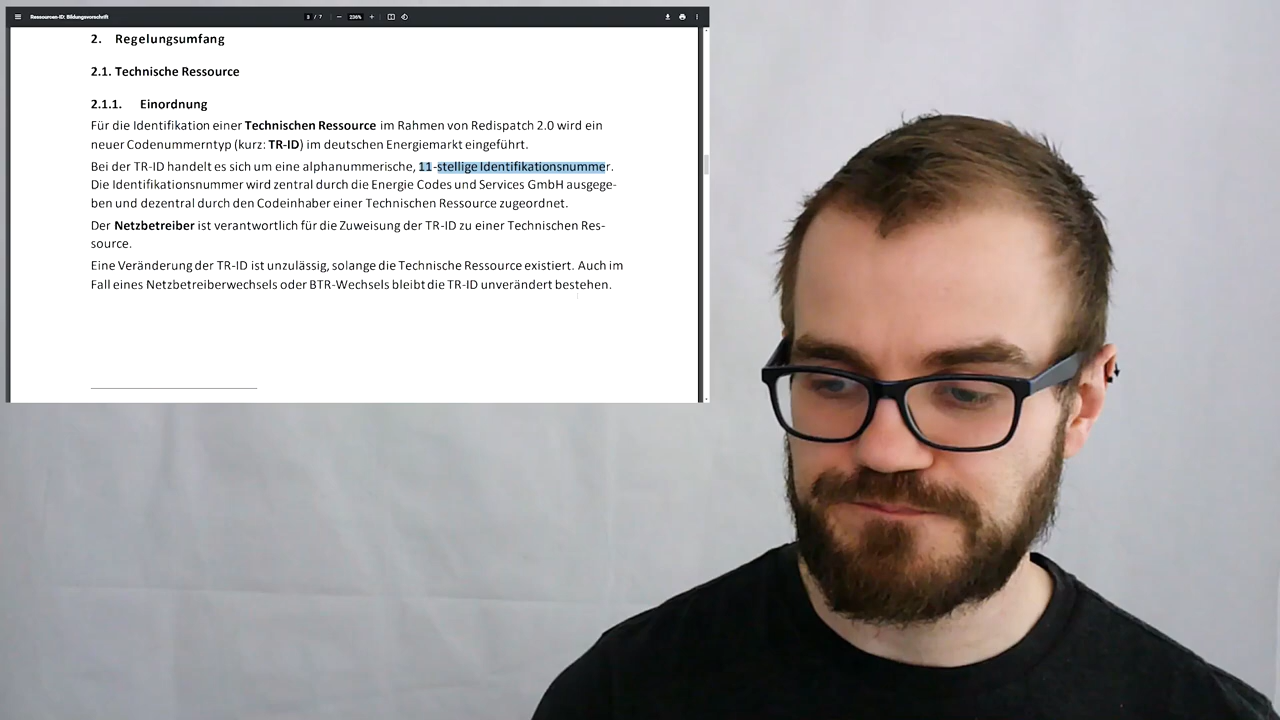 Ressourcen-ID: Bildungsvorschrift
3 / 7
236%
2. Regelungsumfang
2.1. Technische Ressource
2.1.1. Einordnung
Für die Identifikation einer Technischen Ressource im Rahmen von Redispatch 2.0 wird ein
neuer Codenummerntyp (kurz: TR-ID) im deutschen Energiemarkt eingeführt.
Bei der TR-ID handelt es sich um eine alphanummerische, 11-stellige Identifikationsnummer.
Die Identifikationsnummer wird zentral durch die Energie Codes und Services GmbH ausgege-
ben und dezentral durch den Codeinhaber einer Technischen Ressource zugeordnet.
Der Netzbetreiber ist verantwortlich für die Zuweisung der TR-ID zu einer Technischen Res-
source.
Eine Veränderung der TR-ID ist unzulässig, solange die Technische Ressource existiert. Auch im
Fall eines Netzbetreiberwechsels oder BTR-Wechsels bleibt die TR-ID unverändert bestehen.